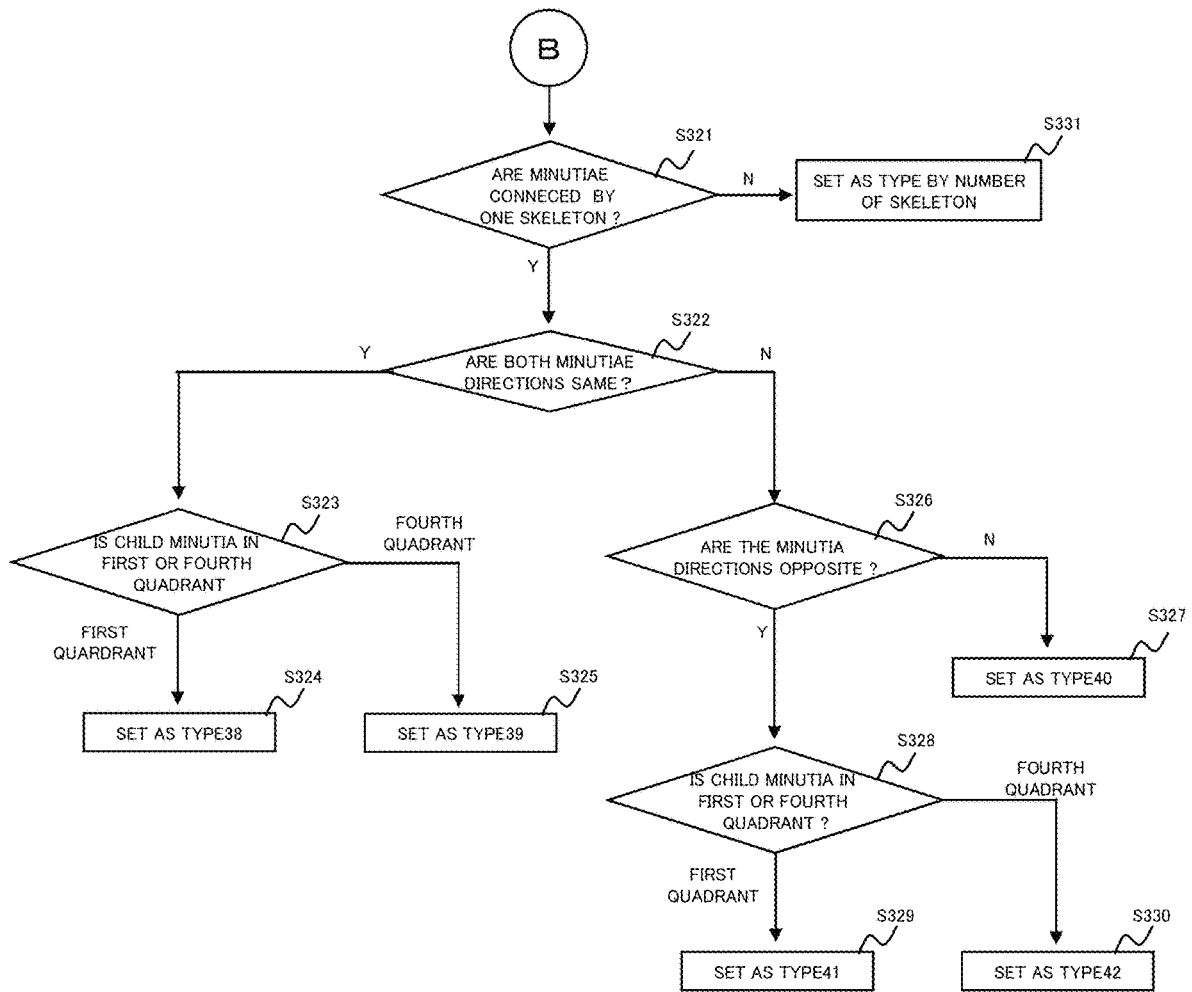 B
S321
ARE MINUTIAE
CONNECED BY
ONE SKELETON ?
N
S331
SET AS TYPE BY NUMBER
OF SKELETON
Y
S322
ARE BOTH MINUTIAE
DIRECTIONS SAME ?
Y
N
S323
IS CHILD MINUTIA IN
FIRST OR FOURTH
QUADRANT
FOURTH
QUADRANT
FIRST
QUARDRANT
S324
SET AS TYPE38
S325
SET AS TYPE39
S326
ARE THE MINUTIA
DIRECTIONS OPPOSITE ?
N
Y
S327
SET AS TYPE40
S328
IS CHILD MINUTIA IN
FIRST OR FOURTH
QUADRANT ?
FOURTH
QUADRANT
FIRST
QUADRANT
S329
SET AS TYPE41
S330
SET AS TYPE42